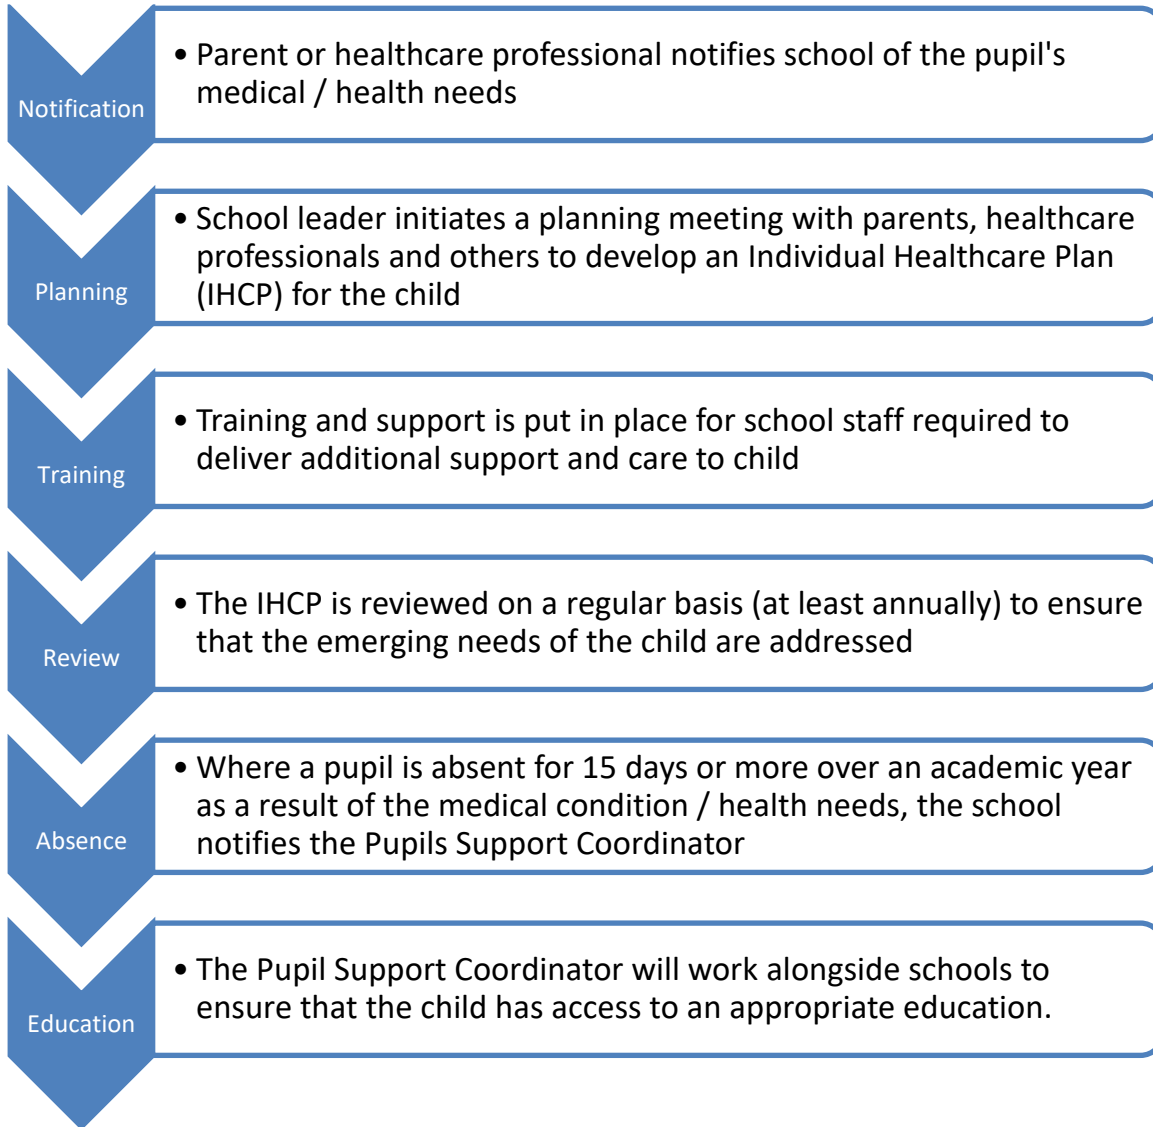 Notification
• Parent or healthcare professional notifies school of the pupil's
medical / health needs
Planning
• School leader initiates a planning meeting with parents, healthcare
professionals and others to develop an Individual Healthcare Plan
(IHCP) for the child
Training
• Training and support is put in place for school staff required to
deliver additional support and care to child
Review
• The IHCP is reviewed on a regular basis (at least annually) to ensure
that the emerging needs of the child are addressed
Absence
• Where a pupil is absent for 15 days or more over an academic year
as a result of the medical condition / health needs, the school
notifies the Pupils Support Coordinator
Education
• The Pupil Support Coordinator will work alongside schools to
ensure that the child has access to an appropriate education.